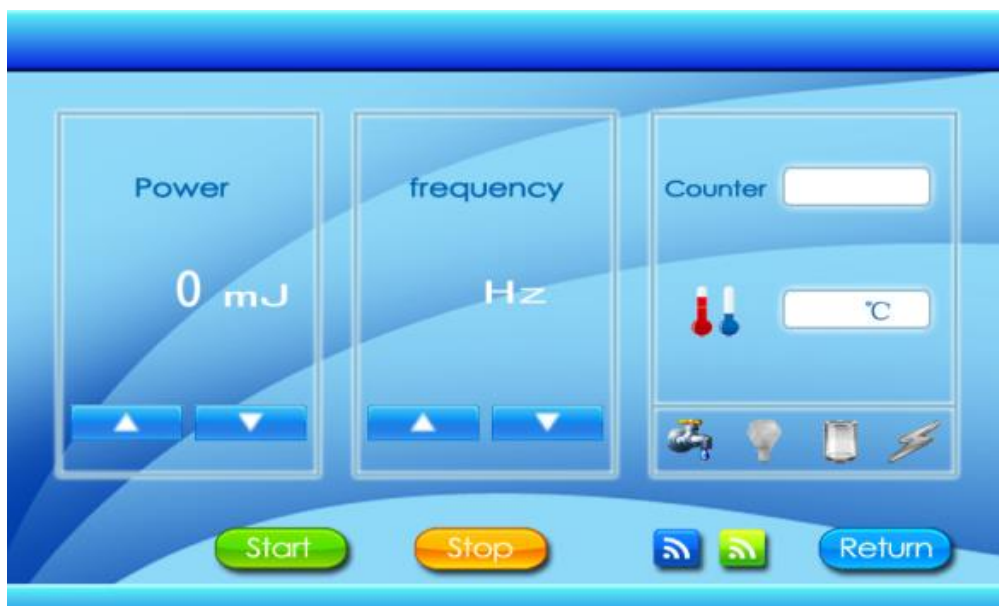 Power
0 mJ
frequency
Hz
Counter
℃
Start
Stop
Return